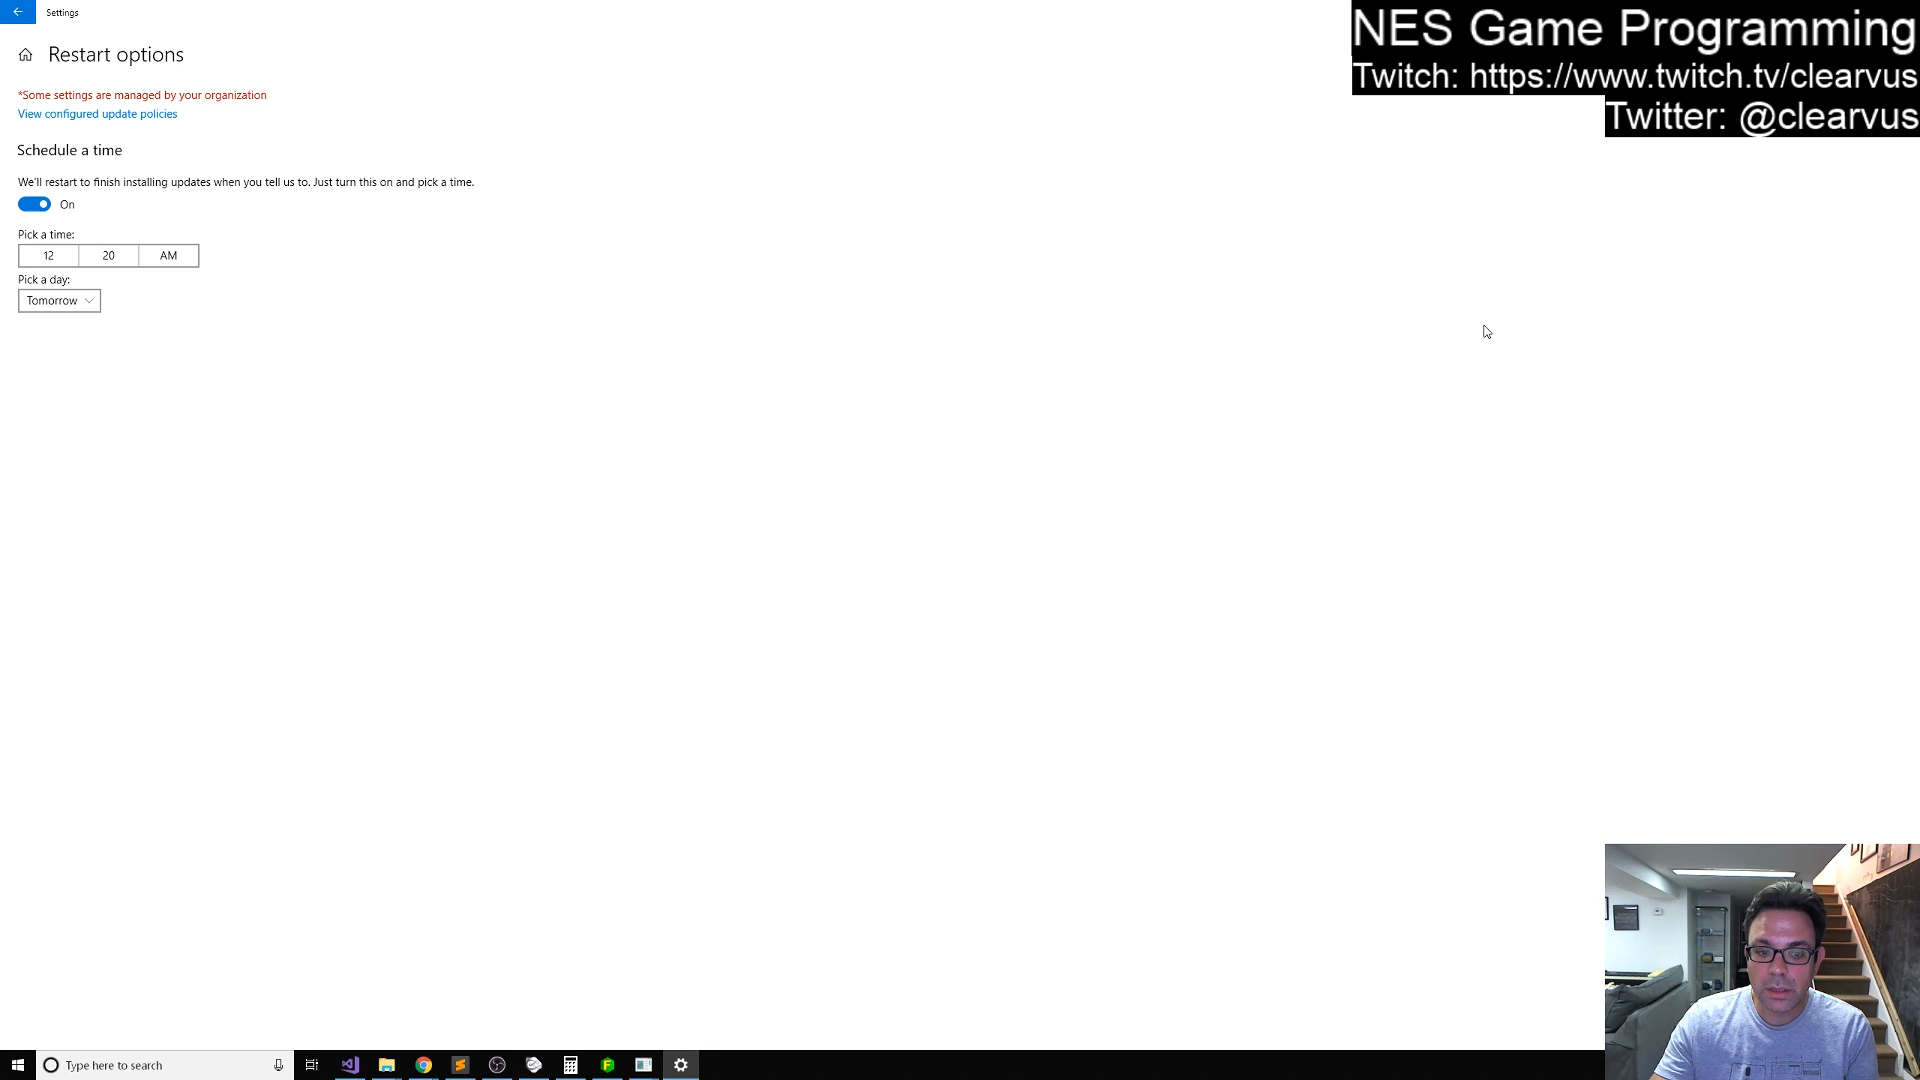 Settings
Restart options
*Some settings are managed by your organization
View configured update policies
Schedule a time
We'll restart to finish installing updates when you tell us to. Just turn this on and pick a time.
On
Pick a time:
12 20 AM
Pick a day:
Tomorrow
NES Game Programming
Twitch: https://www.twitch.tv/clearvus
Twitter: @clearvus
Type here to search